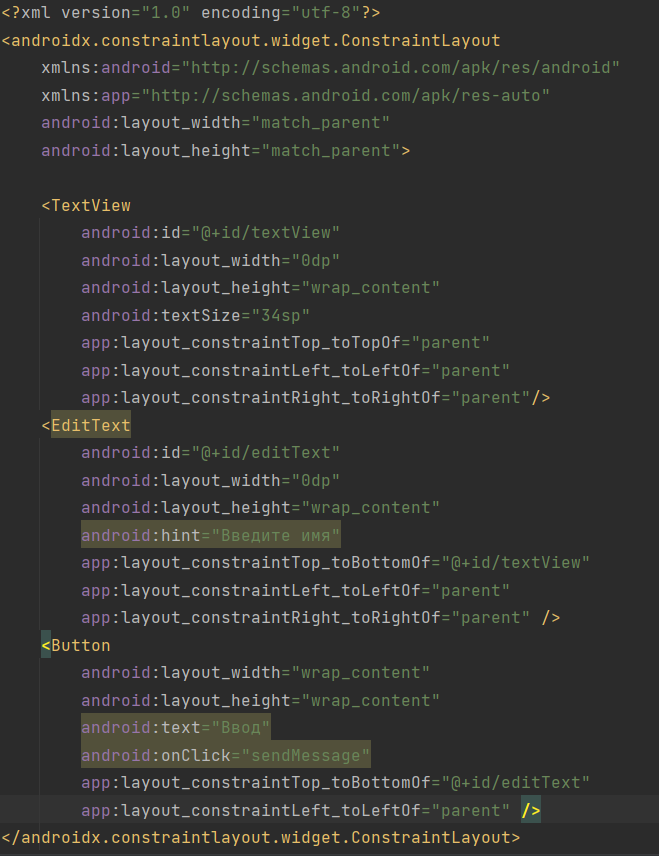 <?xml version="1.0" encoding="utf-8"?>
<androidx.constraintlayout.widget.ConstraintLayout
    xmlns:android="http://schemas.android.com/apk/res/android"
    xmlns:app="http://schemas.android.com/apk/res-auto"
    android:layout_width="match_parent"
    android:layout_height="match_parent">

    <TextView
        android:id="@+id/textView"
        android:layout_width="0dp"
        android:layout_height="wrap_content"
        android:textSize="34sp"
        app:layout_constraintTop_toTopOf="parent"
        app:layout_constraintLeft_toLeftOf="parent"
        app:layout_constraintRight_toRightOf="parent"/>
    <EditText
        android:id="@+id/editText"
        android:layout_width="0dp"
        android:layout_height="wrap_content"
        android:hint="Введите имя"
        app:layout_constraintTop_toBottomOf="@+id/textView"
        app:layout_constraintLeft_toLeftOf="parent"
        app:layout_constraintRight_toRightOf="parent" />
    <Button
        android:layout_width="wrap_content"
        android:layout_height="wrap_content"
        android:text="Ввод"
        android:onClick="sendMessage"
        app:layout_constraintTop_toBottomOf="@+id/editText"
        app:layout_constraintLeft_toLeftOf="parent" />
</androidx.constraintlayout.widget.ConstraintLayout>